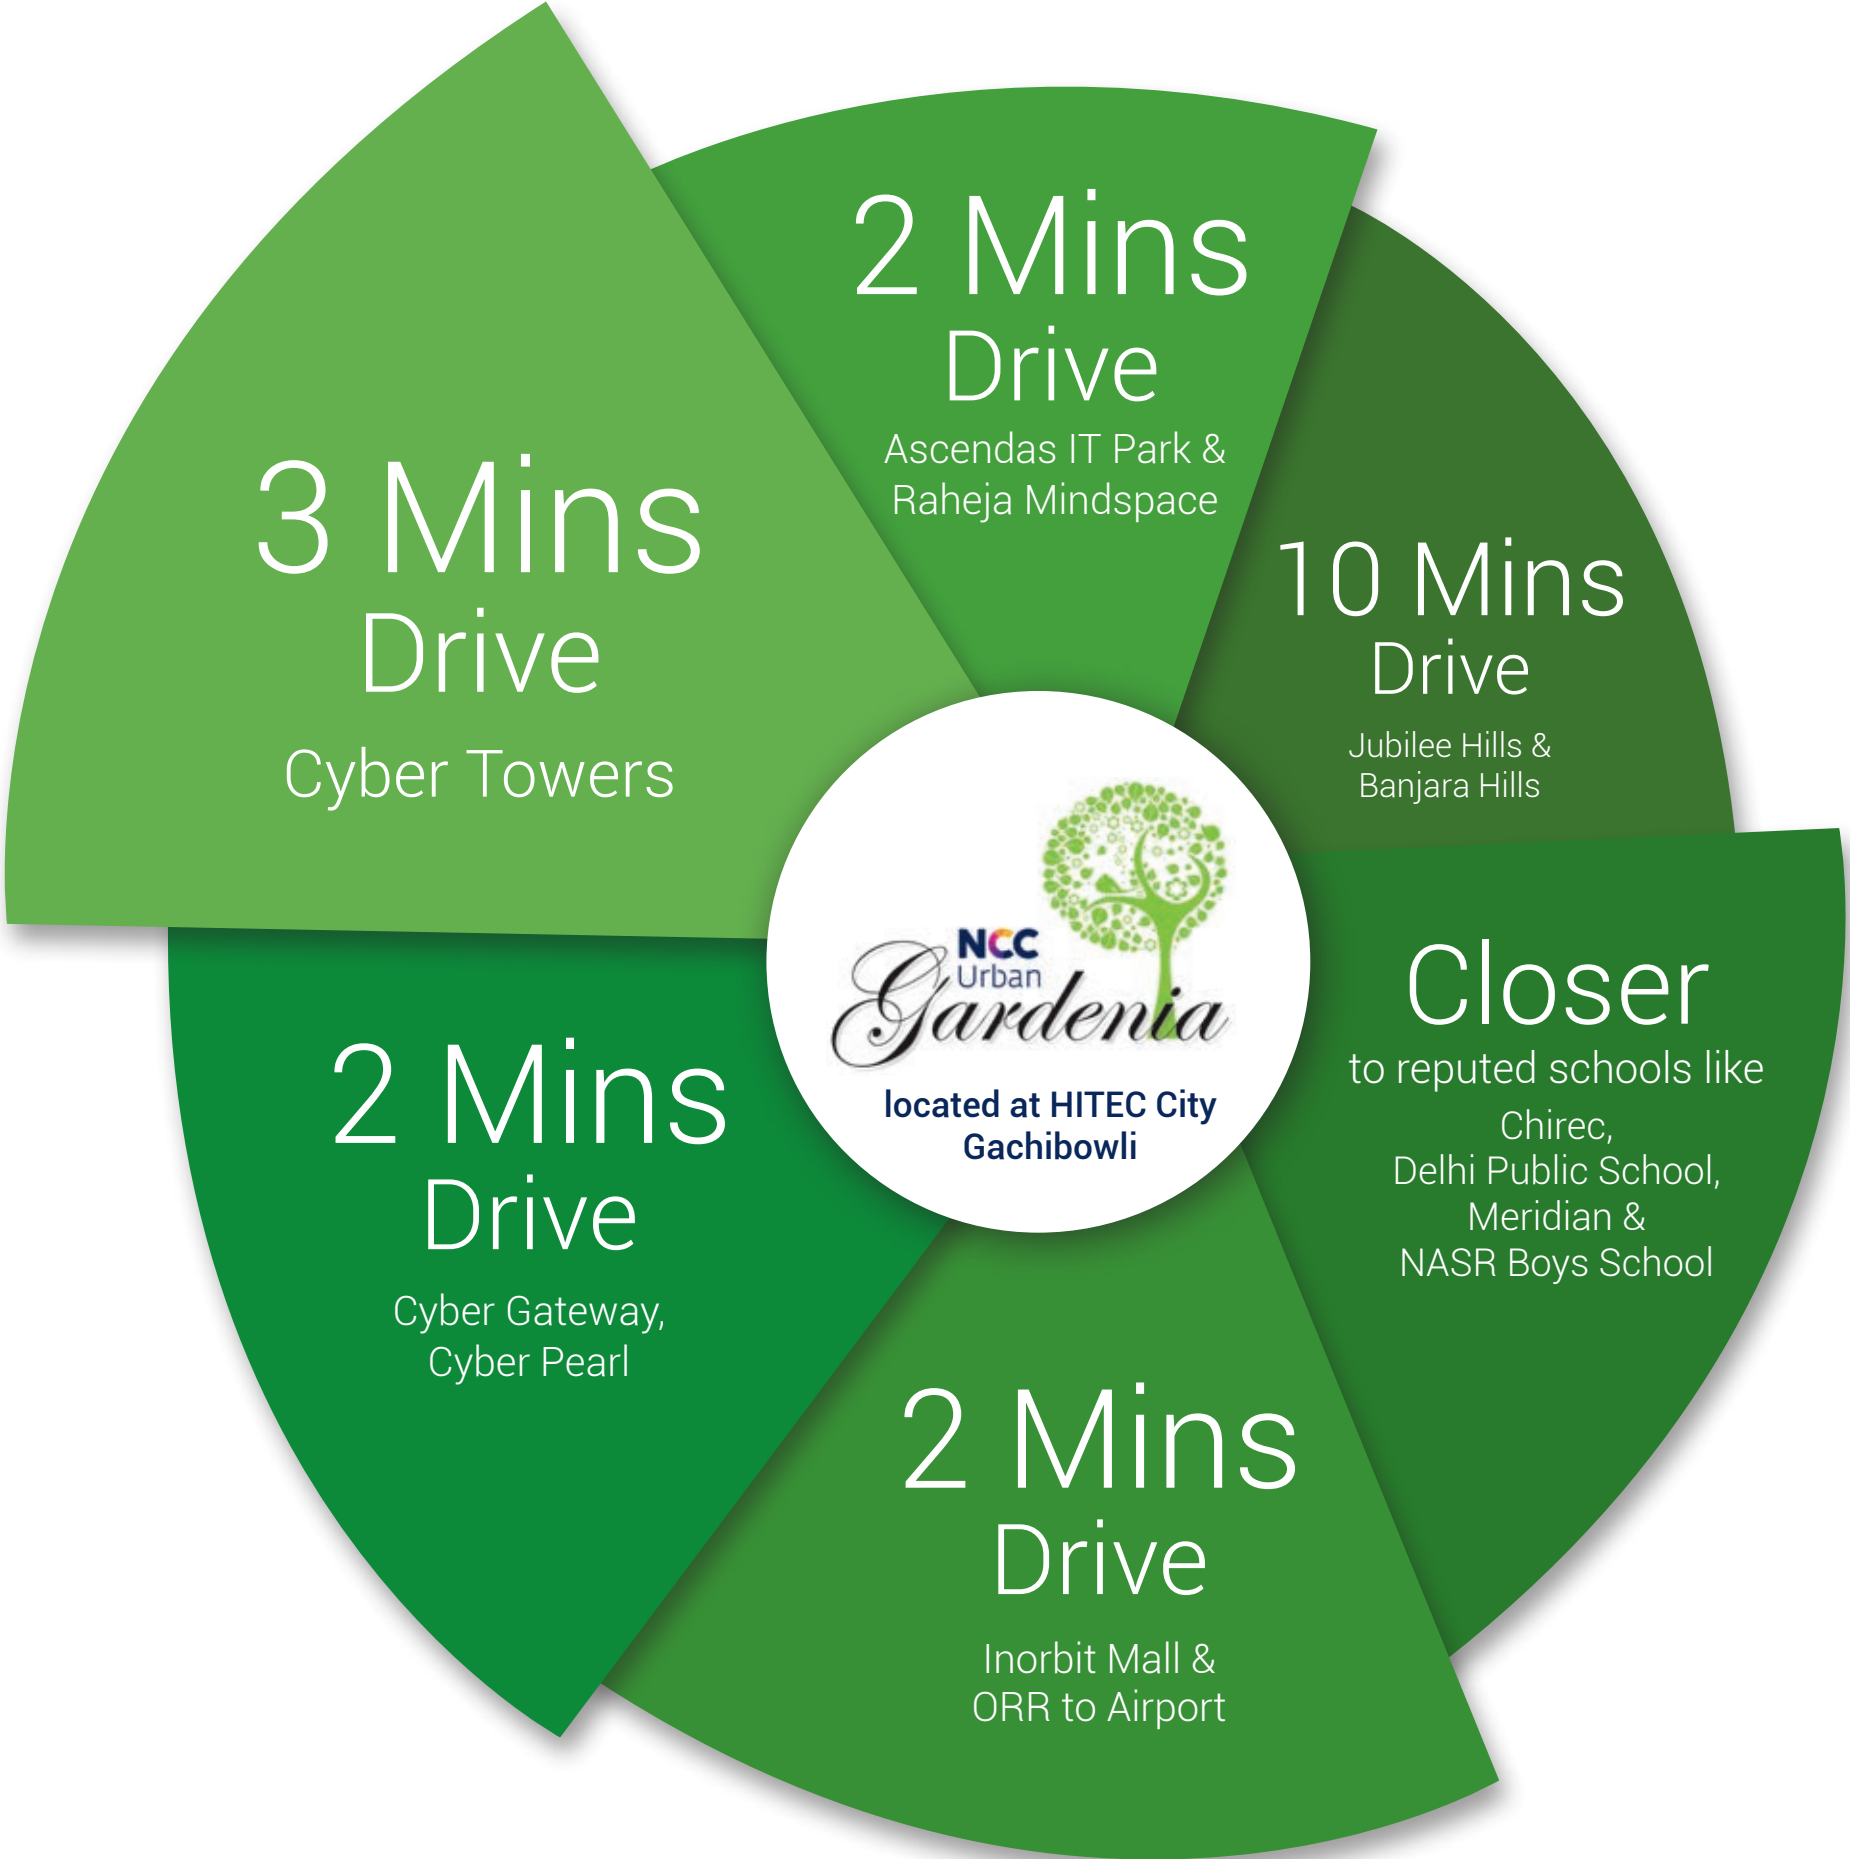 2 Mins
Drive
Ascendas IT Park &
Raheja Mindspace
3 Mins
Drive
Cyber Towers
10 Mins
Drive
Jubilee Hills &
Banjara Hills
NCC
Urban
Gardenia
located at HITEC City
Gachibowli
Closer
to reputed schools like
Chirec,
Delhi Public School,
Meridian &
NASR Boys School
2 Mins
Drive
Cyber Gateway,
Cyber Pearl
2 Mins
Drive
Inorbit Mall &
ORR to Airport